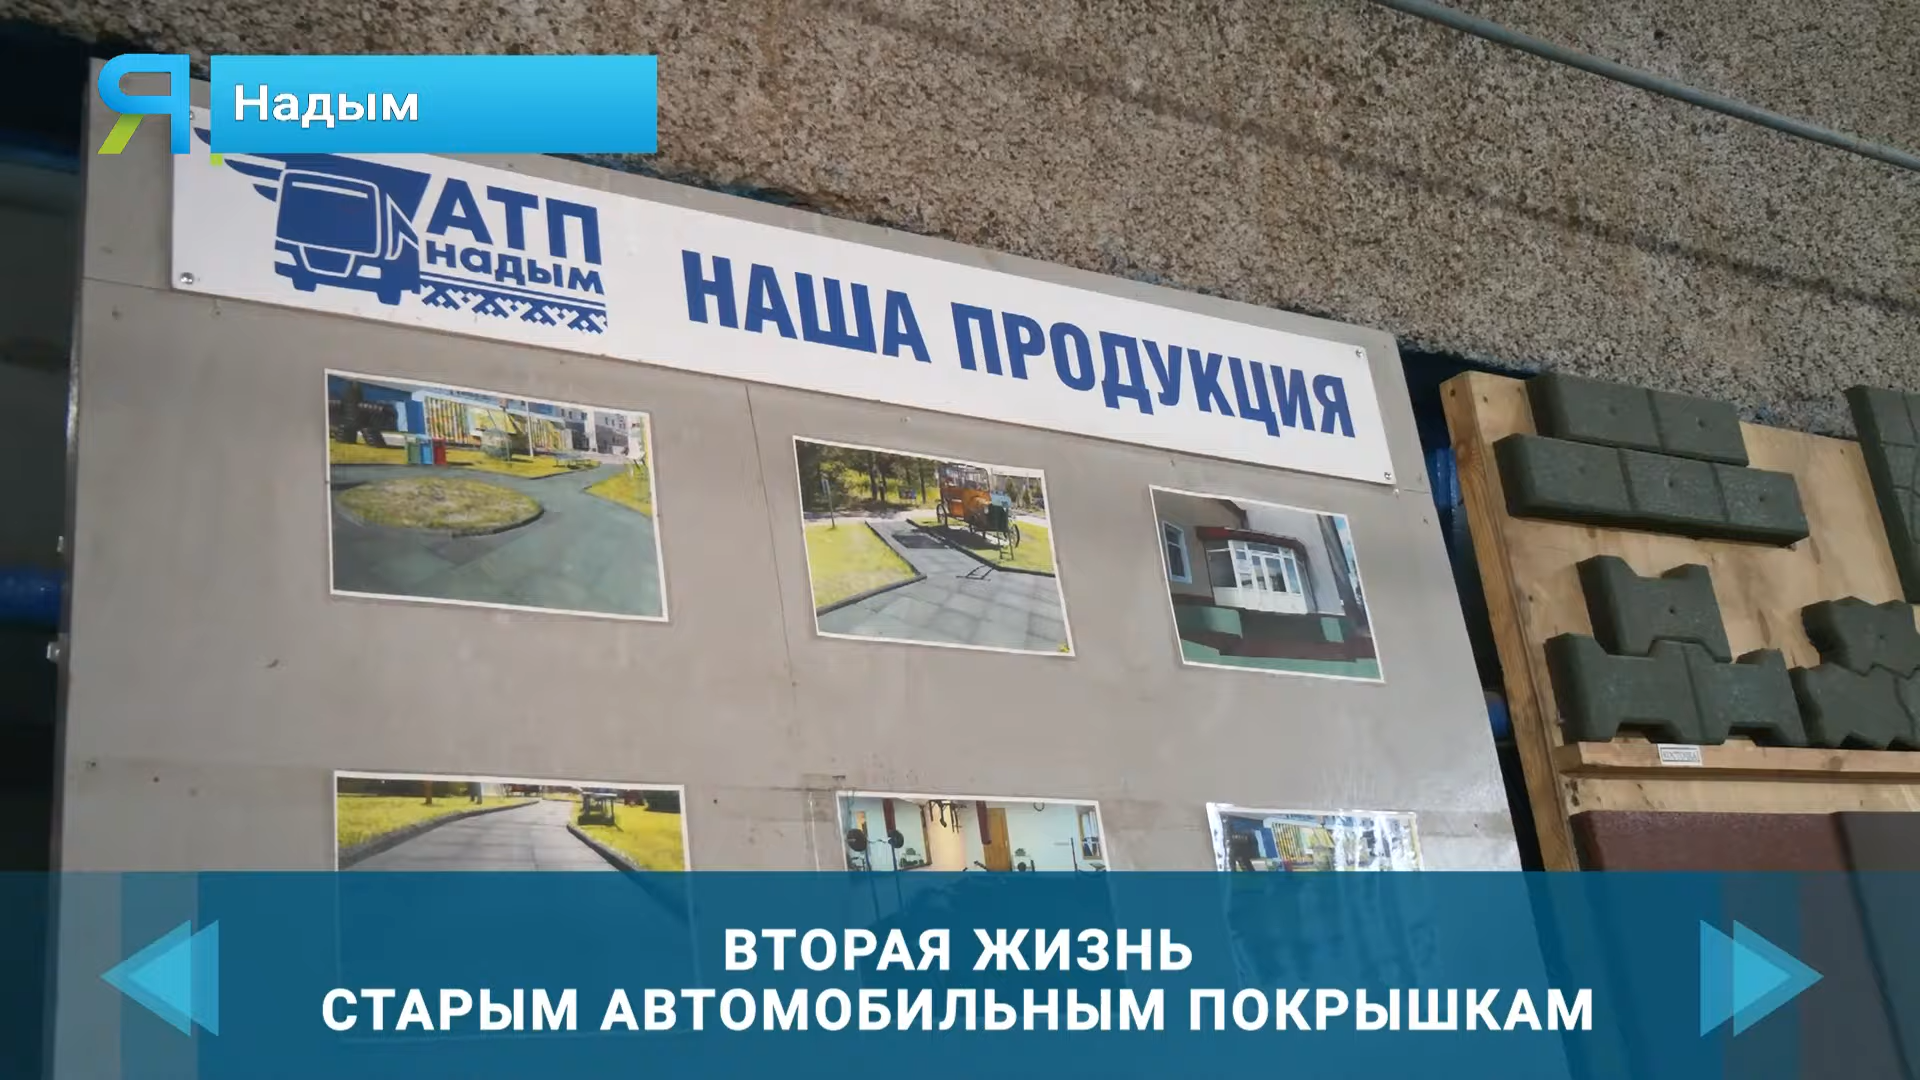 Я
Надым
АТП
надым
НАША ПРОДУКЦИЯ
ВТОРАЯ ЖИЗНЬ
СТАРЫМ АВТОМОБИЛЬНЫМ ПОКРЫШКАМ